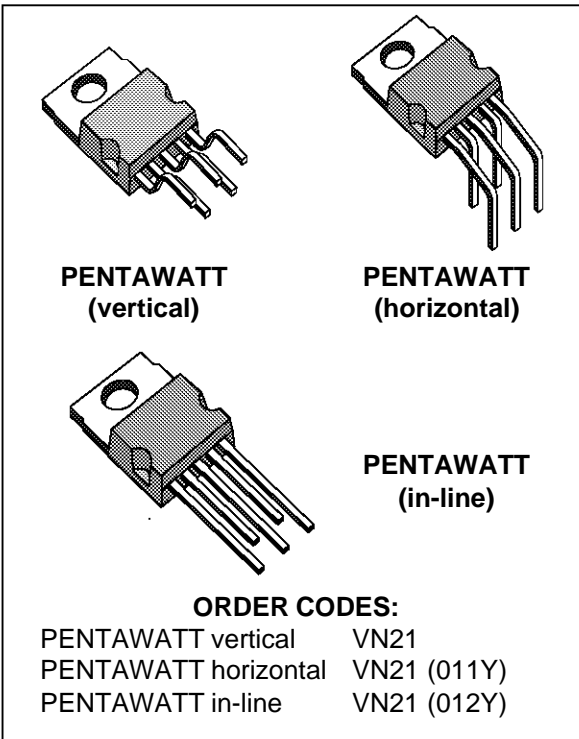 PENTAWATT
(vertical)
PENTAWATT
(horizontal)
PENTAWATT
(in-line)
ORDER CODES:
PENTAWATT vertical VN21
PENTAWATT horizontal VN21 (011Y)
PENTAWATT in-line VN21 (012Y)